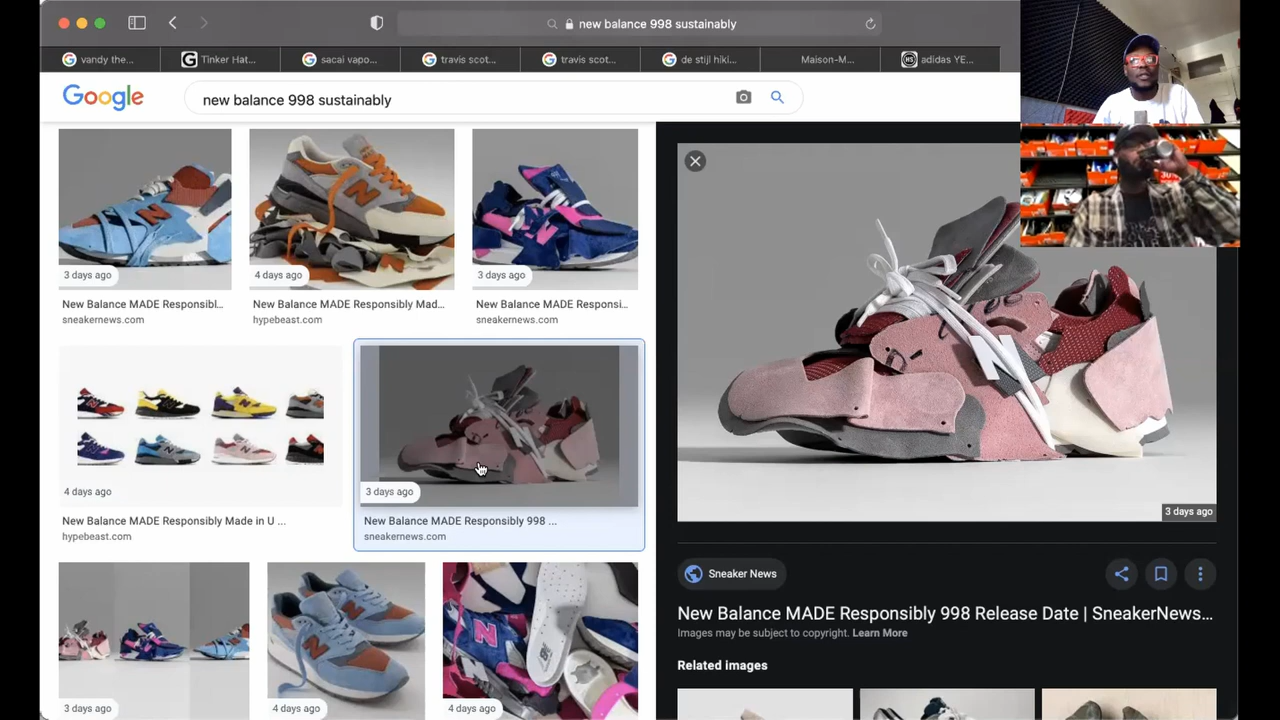 new balance 998 sustainably
vandy the...
Tinker Hat...
sacai vapo...
travis scot...
travis scot...
de stijl hiki...
Maison-M...
HS
adidas YE...
Google
new balance 998 sustainably
3 days ago
4 days ago
3 days ago
New Balance MADE Responsibl...
New Balance MADE Responsibly Mad...
New Balance MADE Responsi...
sneakernews.com
hypebeast.com
sneakernews.com
4 days ago
3 days ago
New Balance MADE Responsibly Made in U ...
New Balance MADE Responsibly 998 ...
hypebeast.com
sneakernews.com
3 days ago
4 days ago
4 days ago
30%
3 days ago
Sneaker News
New Balance MADE Responsibly 998 Release Date | SneakerNews...
Images may be subject to copyright. Learn More
Related images